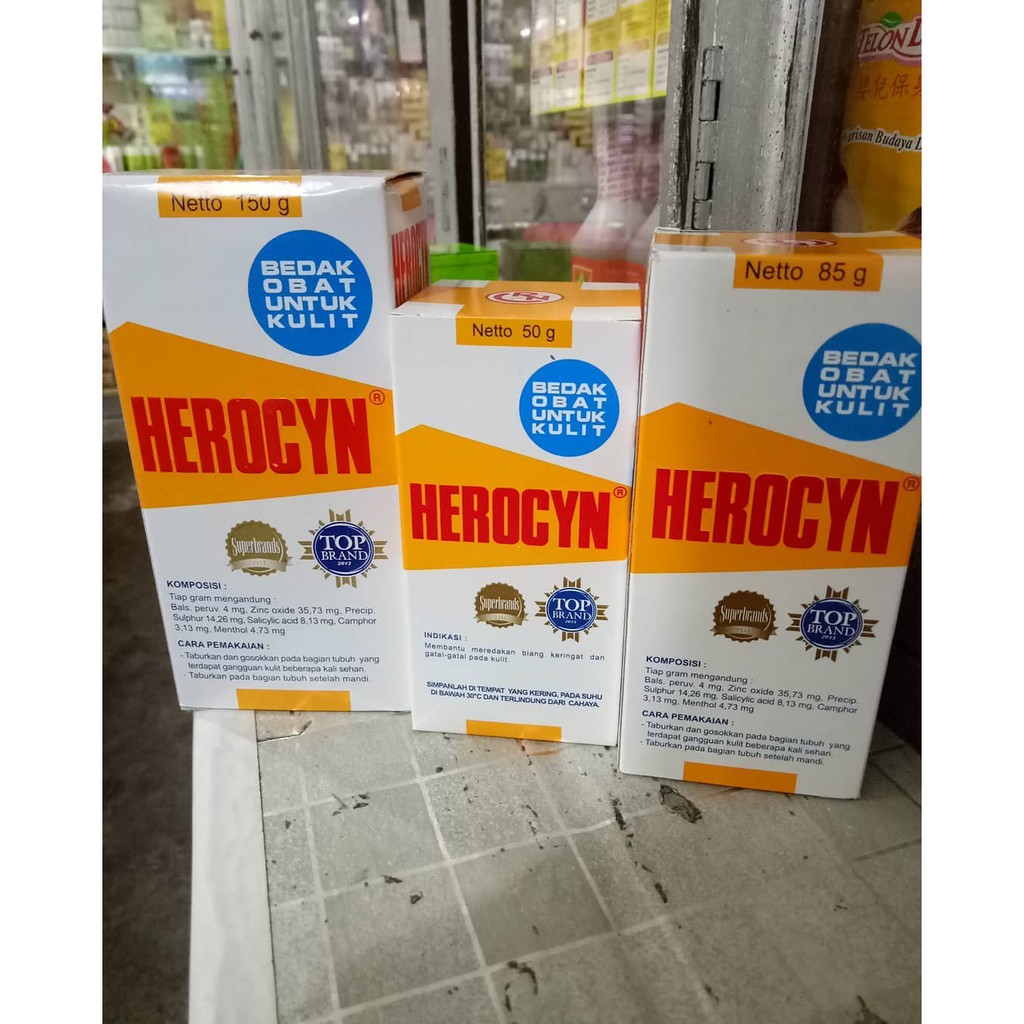 Netto 150 g
BEDAK
OBAT
UNTUK
KULIT
HEROCYN®
HEROCYN
Superbrands
2013
TOP
BRAND
2013
KOMPOSISI :
Tiap gram mengandung :
Bals. peruv. 4 mg, Zinc oxide 35,73 mg, Precip.
Sulphur 14,26 mg, Salicylic acid 8,13 mg, Camphor
3,13 mg, Menthol 4,73 mg
CARA PEMAKAIAN :
- Taburkan dan gosokkan pada bagian tubuh yang
terdapat gangguan kulit beberapa kali sehari.
- Taburkan pada bagian tubuh setelah mandi.
Netto 50 g
BEDAK
OBAT
UNTUK
KULIT
HEROCYN®
Superbrands
TOP
BRAND
2013
INDIKASI :
Membantu meredakan biang keringat dan
gatal-gatal pada kulit.
SIMPANLAH DI TEMPAT YANG KERING, PADA SUHU
DI BAWAH 30°C DAN TERLINDUNG DARI CAHAYA.
Netto 85 g
BEDAK
OBAT
UNTUK
KULIT
HEROCYN®
Superbrands
TOP
BRAND
2013
KOMPOSISI :
Tiap gram mengandung :
Bals. peruv. 4 mg, Zinc oxide 35,73 mg, Precip.
Sulphur 14,26 mg, Salicylic acid 8,13 mg, Camphor
3,13 mg, Menthol 4,73 mg
CARA PEMAKAIAN :
- Taburkan dan gosokkan pada bagian tubuh yang
terdapat gangguan kulit beberapa kali sehari.
- Taburkan pada bagian tubuh setelah mandi.
兒保
Budaya